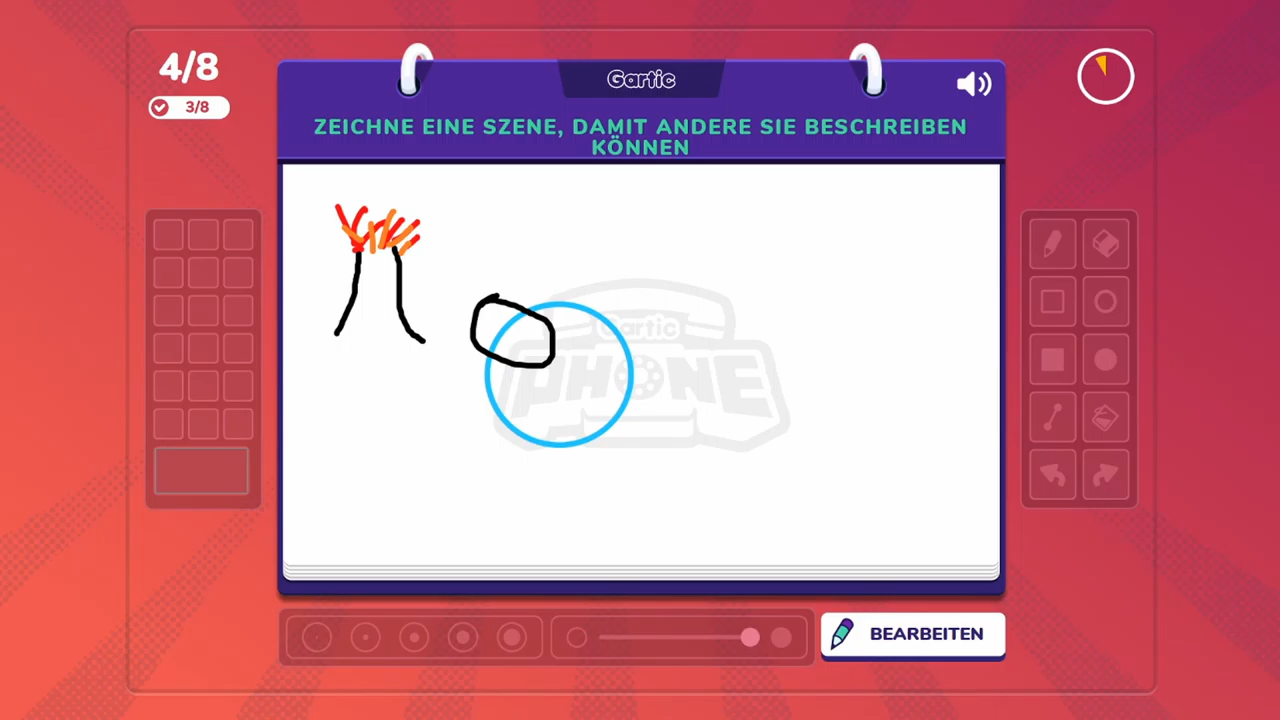 4/8
3/8
Gartic
ZEICHNE EINE SZENE, DAMIT ANDERE SIE BESCHREIBEN
KÖNNEN
Gartic
PHONE
BEARBEITEN